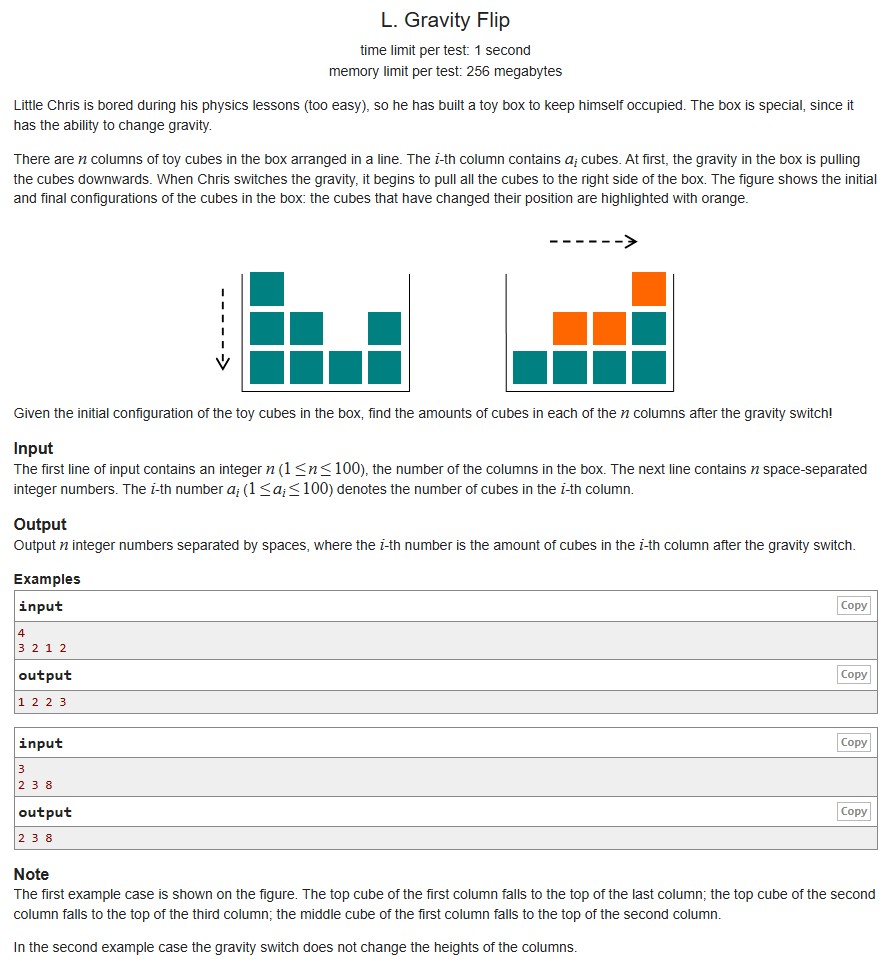 L. Gravity Flip
time limit per test: 1 second
memory limit per test: 256 megabytes
Little Chris is bored during his physics lessons (too easy), so he has built a toy box to keep himself occupied. The box is special, since it
has the ability to change gravity.
There are n columns of toy cubes in the box arranged in a line. The i-th column contains aᵢ cubes. At first, the gravity in the box is pulling
the cubes downwards. When Chris switches the gravity, it begins to pull all the cubes to the right side of the box. The figure shows the initial
and final configurations of the cubes in the box: the cubes that have changed their position are highlighted with orange.
Given the initial configuration of the toy cubes in the box, find the amounts of cubes in each of the n columns after the gravity switch!
Input
The first line of input contains an integer n (1 ≤ n ≤ 100), the number of the columns in the box. The next line contains n space-separated
integer numbers. The i-th number aᵢ (1 ≤ aᵢ ≤ 100) denotes the number of cubes in the i-th column.
Output
Output n integer numbers separated by spaces, where the i-th number is the amount of cubes in the i-th column after the gravity switch.
Examples
input Copy
4
3 2 1 2
output Copy
1 2 2 3
input Copy
3
2 3 8
output Copy
2 3 8
Note
The first example case is shown on the figure. The top cube of the first column falls to the top of the last column; the top cube of the second
column falls to the top of the third column; the middle cube of the first column falls to the top of the second column.
In the second example case the gravity switch does not change the heights of the columns.